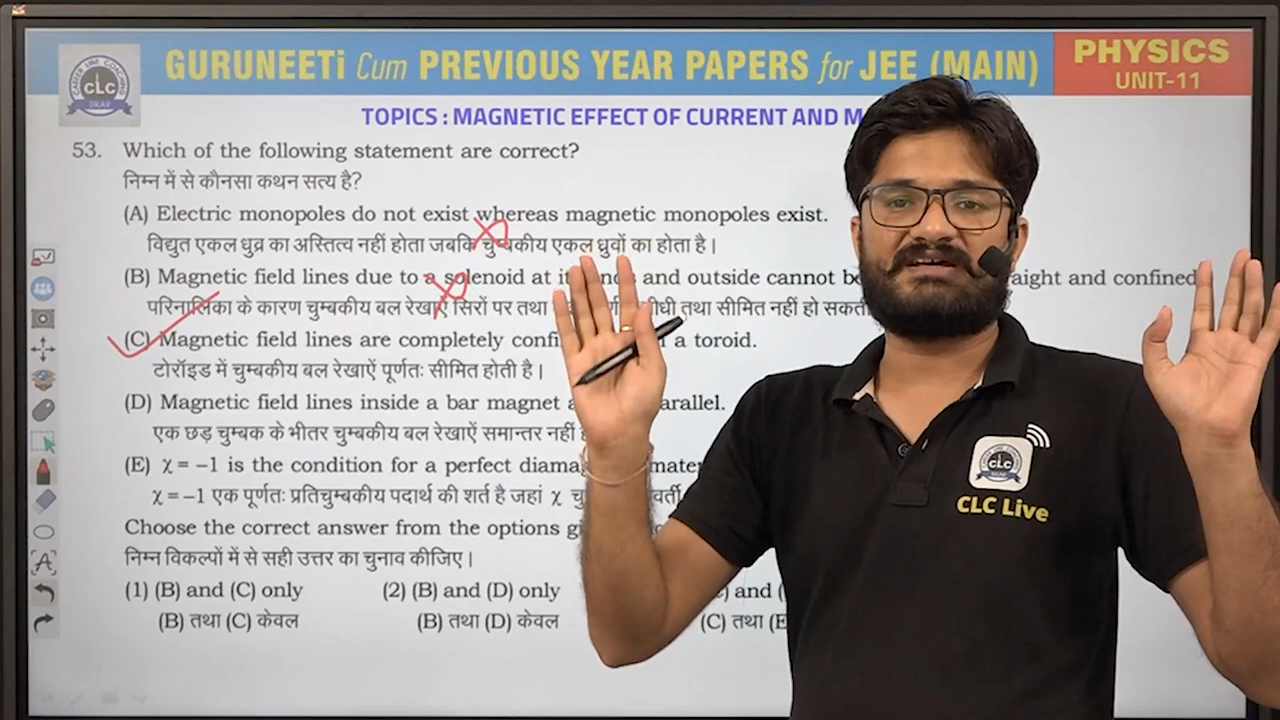 GURUNEETi Cum PREVIOUS YEAR PAPERS for JEE (MAIN)
PHYSICS
UNIT-11
CLC
SIKAR
TOPICS : MAGNETIC EFFECT OF CURRENT AND M
53. Which of the following statement are correct?
निम्न में से कौनसा कथन सत्य है?
(A) Electric monopoles do not exist whereas magnetic monopoles exist.
विद्युत एकल ध्रुव का अस्तित्व नहीं होता जबकि चुम्बकीय एकल ध्रुवों का होता है।
(B) Magnetic field lines due to a solenoid at its ends and outside cannot be aight and confined
परिनालिका के कारण चुम्बकीय बल रेखाएं सिरों पर तथा सीधी तथा सीमित नहीं हो सकती
(C) Magnetic field lines are completely confi a toroid.
टोरॉइड में चुम्बकीय बल रेखाऐं पूर्णतः सीमित होती है।
(D) Magnetic field lines inside a bar magnet a arallel.
एक छड़ चुम्बक के भीतर चुम्बकीय बल रेखाऐं समान्तर नहीं
(E) χ = −1 is the condition for a perfect diama mater
χ = −1 एक पूर्णतः प्रतिचुम्बकीय पदार्थ की शर्त है जहां χ चु वर्ती
Choose the correct answer from the options gi
निम्न विकल्पों में से सही उत्तर का चुनाव कीजिए।
(1) (B) and (C) only (2) (B) and (D) only and (
(B) तथा (C) केवल (B) तथा (D) केवल (C) तथा (E
CLC
CLC Live